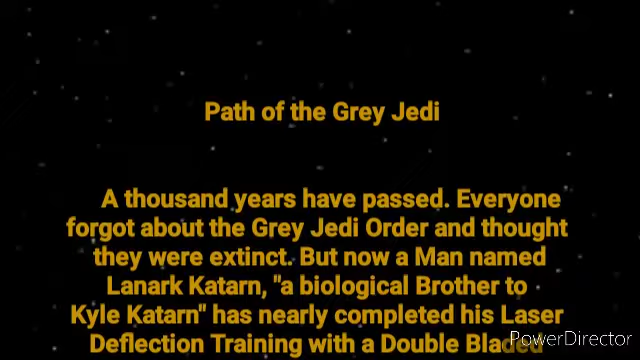 Path of the Grey Jedi
A thousand years have passed. Everyone
forgot about the Grey Jedi Order and thought
they were extinct. But now a Man named
Lanark Katarn, "a biological Brother to
Kyle Katarn" has nearly completed his Laser
Deflection Training with a Double Bladed
PowerDirector